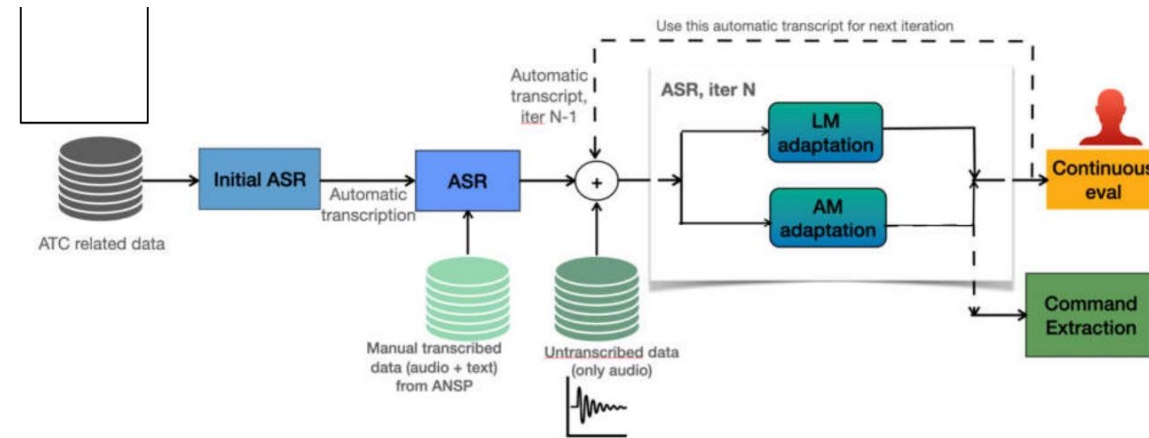 Use this automatic transcript for next iteration
Automatic
transcript,
iter N-1
ASR, iter N
LM
adaptation
Continuous
eval
Initial ASR
ASR
+
Automatic
transcription
AM
adaptation
ATC related data
Command
Extraction
Manual transcribed
data (audio + text)
from ANSP
Untranscribed data
(only audio)